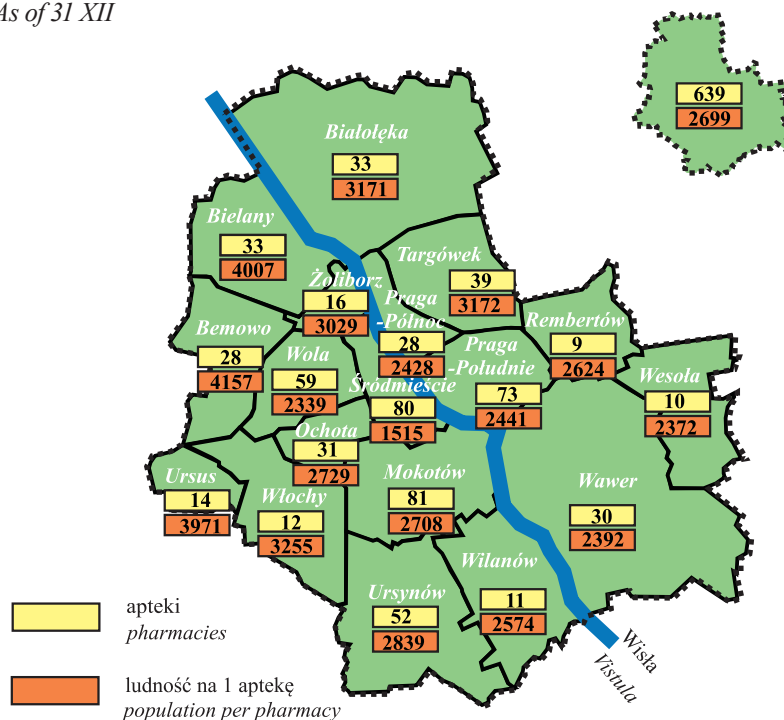 As of 31 XII
639
2699
Białołęka
33
3171
Bielany
33
4007
Targówek
39
3172
Żoliborz
16
3029
Praga
-Północ
28
2428
Rembertów
9
2624
Bemowo
28
4157
Wola
59
2339
Praga
-Południe
73
2441
Wesoła
10
2372
Śródmieście
80
1515
Ochota
31
2729
Mokotów
81
2708
Ursus
14
3971
Włochy
12
3255
Wawer
30
2392
Wilanów
11
2574
Ursynów
52
2839
Wisła
Vistula
apteki
pharmacies
ludność na 1 aptekę
population per pharmacy